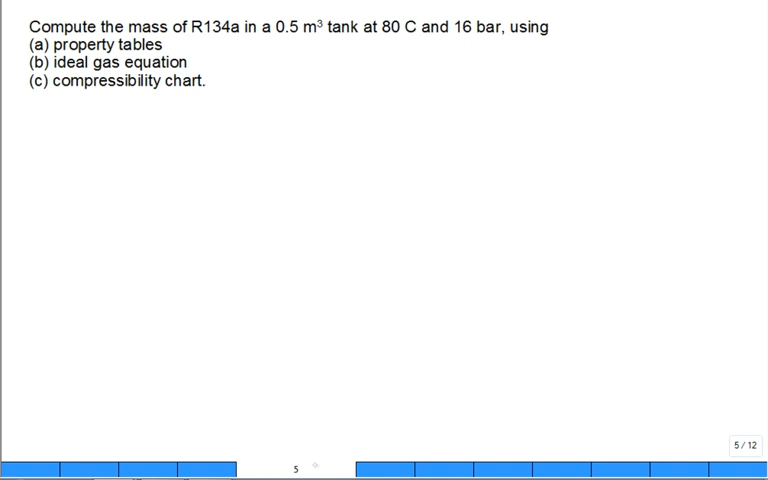 Compute the mass of R134a in a 0.5 m³ tank at 80 C and 16 bar, using
(a) property tables
(b) ideal gas equation
(c) compressibility chart.
5 / 12
5